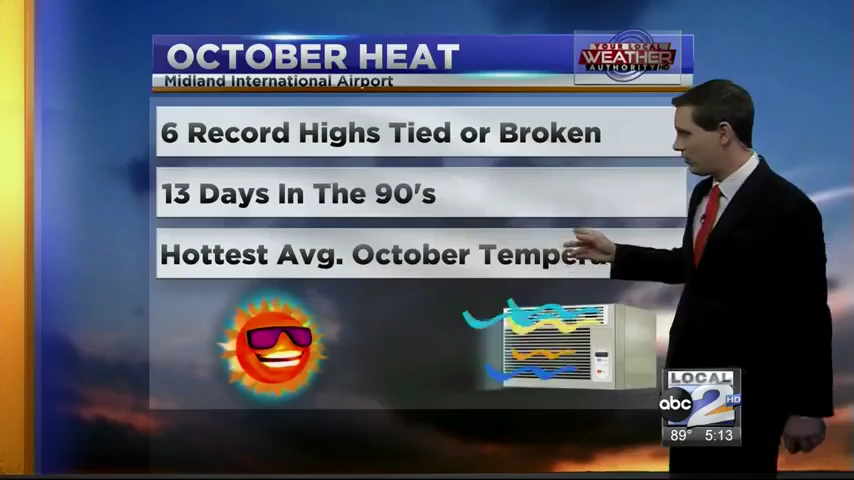 OCTOBER HEAT
Midland International Airport
YOUR LOCAL
WEATHER
AUTHORITY
6 Record Highs Tied or Broken
13 Days In The 90's
Hottest Avg. October
LOCAL
abc 2 HD
89° 5:13